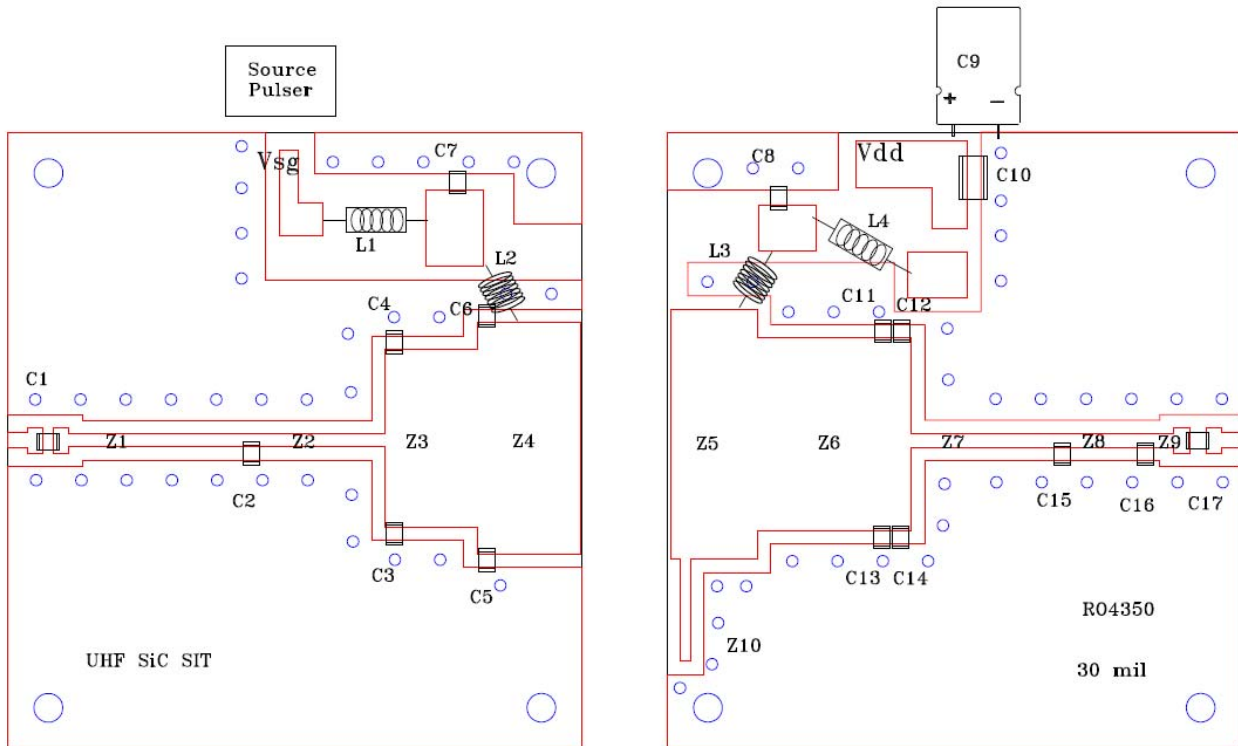 Source
Pulser
C9
+ −
Vsg
C7
C8
Vdd
C10
L1
L2
L3
L4
C4
C6
C11
C12
C1
Z1
Z2
Z3
Z4
Z5
Z6
Z7
Z8
Z9
C2
C3
C5
C13
C14
C15
C16
C17
Z10
RO4350
UHF SiC SIT
30 mil